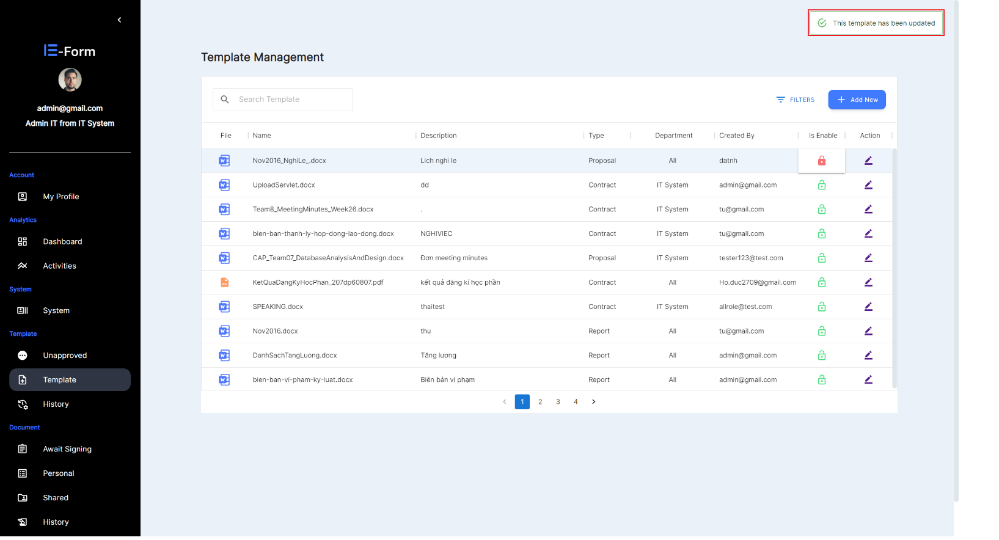 This template has been updated
E-Form
admin@gmail.com
Admin IT from IT System
Account
My Profile
Analytics
Dashboard
Activities
System
System
Template
Unapproved
Template
History
Document
Await Signing
Personal
Shared
History
Template Management
Search Template
FILTERS
Add New
File Name Description Type Department Created By Is Enable Action
Nov2016_NghiLe_.docx Lich nghi le Proposal All datnh
UploadServlet.docx dd Contract IT System admin@gmail.com
Team8_MeetingMinutes_Week26.docx . Contract IT System tu@gmail.com
bien-ban-thanh-ly-hop-dong-lao-dong.docx NGHIVIEC Contract IT System tu@gmail.com
CAP_Team07_DatabaseAnalysisAndDesign.docx Đơn meeting minutes Proposal IT System tester123@test.com
KetQuaDangKyHocPhan_207dp60807.pdf kết quả đăng kí học phần Contract All Ho.duc2709@gmail.com
SPEAKING.docx thaitest Contract IT System allrole@test.com
Nov2016.docx thu Report All tu@gmail.com
DanhSachTangLuong.docx Tăng lương Report All admin@gmail.com
bien-ban-vi-pham-ky-luat.docx Biên bản vi phạm Report All admin@gmail.com
1 2 3 4